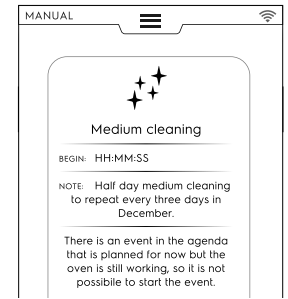 MANUAL
Medium cleaning
BEGIN: HH:MM:SS
NOTE: Half day medium cleaning
to repeat every three days in
December.
There is an event in the agenda
that is planned for now but the
oven is still working, so it is not
possibile to start the event.